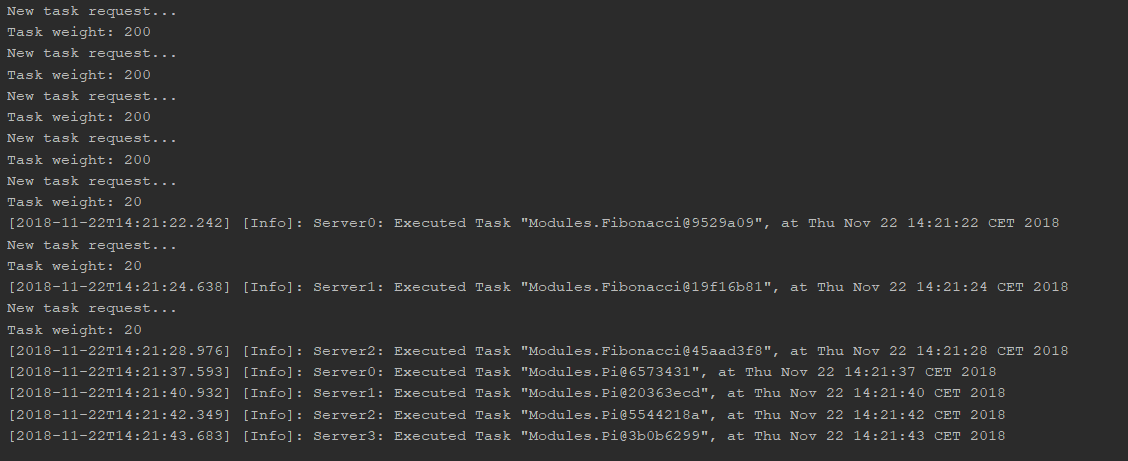 New task request...
Task weight: 200
New task request...
Task weight: 200
New task request...
Task weight: 200
New task request...
Task weight: 200
New task request...
Task weight: 20
[2018-11-22T14:21:22.242] [Info]: Server0: Executed Task "Modules.Fibonacci@9529a09", at Thu Nov 22 14:21:22 CET 2018
New task request...
Task weight: 20
[2018-11-22T14:21:24.638] [Info]: Server1: Executed Task "Modules.Fibonacci@19f16b81", at Thu Nov 22 14:21:24 CET 2018
New task request...
Task weight: 20
[2018-11-22T14:21:28.976] [Info]: Server2: Executed Task "Modules.Fibonacci@45aad3f8", at Thu Nov 22 14:21:28 CET 2018
[2018-11-22T14:21:37.593] [Info]: Server0: Executed Task "Modules.Pi@6573431", at Thu Nov 22 14:21:37 CET 2018
[2018-11-22T14:21:40.932] [Info]: Server1: Executed Task "Modules.Pi@20363ecd", at Thu Nov 22 14:21:40 CET 2018
[2018-11-22T14:21:42.349] [Info]: Server2: Executed Task "Modules.Pi@5544218a", at Thu Nov 22 14:21:42 CET 2018
[2018-11-22T14:21:43.683] [Info]: Server3: Executed Task "Modules.Pi@3b0b6299", at Thu Nov 22 14:21:43 CET 2018